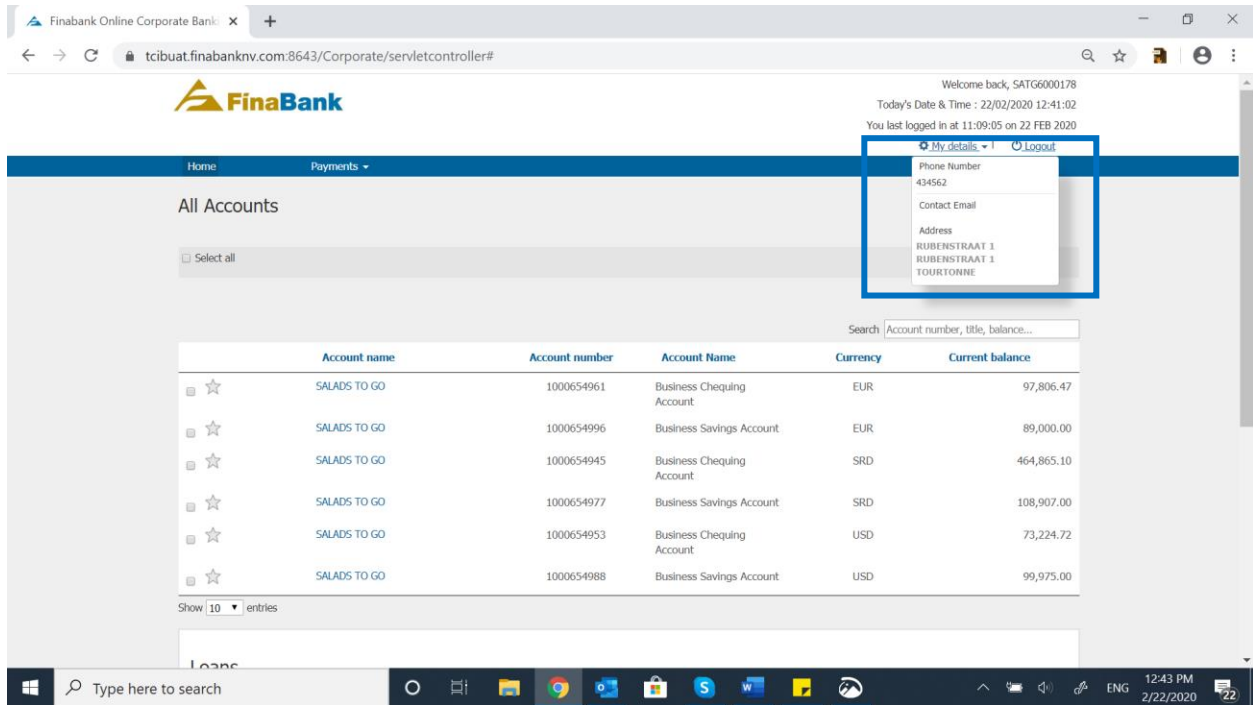 Finabank Online Corporate Bank
tcibuat.finabanknv.com:8643/Corporate/servletcontroller#
FinaBank
Welcome back, SATG6000178
Today's Date & Time : 22/02/2020 12:41:02
You last logged in at 11:09:05 on 22 FEB 2020
My details Logout
Home Payments
Phone Number
434562
Contact Email
Address
RUBENSTRAAT 1
RUBENSTRAAT 1
TOURTONNE
All Accounts
Select all
Search Account number, title, balance...
Account name Account number Account Name Currency Current balance
SALADS TO GO 1000654961 Business Chequing EUR 97,806.47
Account
SALADS TO GO 1000654996 Business Savings Account EUR 89,000.00
SALADS TO GO 1000654945 Business Chequing SRD 464,865.10
Account
SALADS TO GO 1000654977 Business Savings Account SRD 108,907.00
SALADS TO GO 1000654953 Business Chequing USD 73,224.72
Account
SALADS TO GO 1000654988 Business Savings Account USD 99,975.00
Show 10 entries
Loans
Type here to search
ENG
12:43 PM
2/22/2020
22